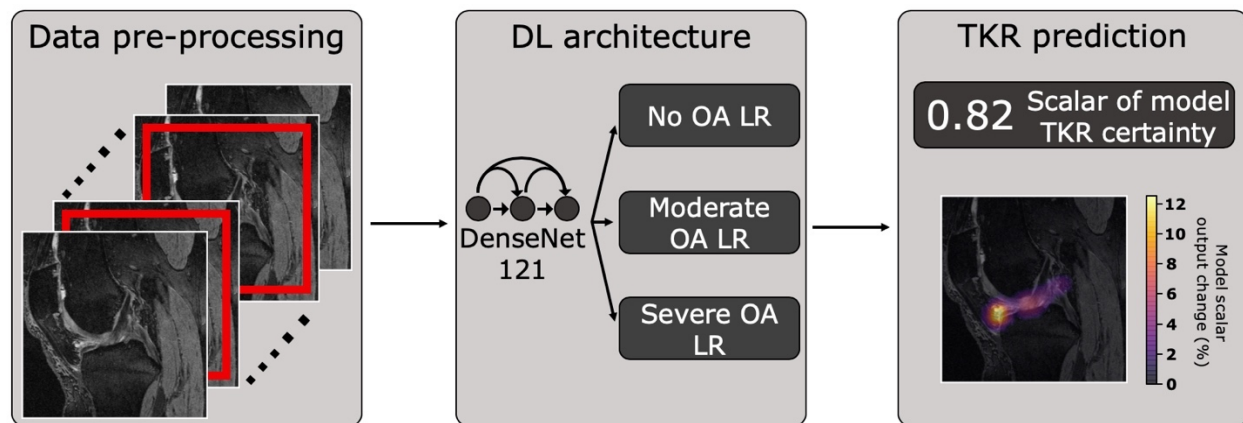 Data pre-processing
DL architecture
DenseNet
121
No OA LR
Moderate
OA LR
Severe OA
LR
TKR prediction
0.82
Scalar of model
TKR certainty
12
10
8
6
4
2
0
Model scalar
output change (%)